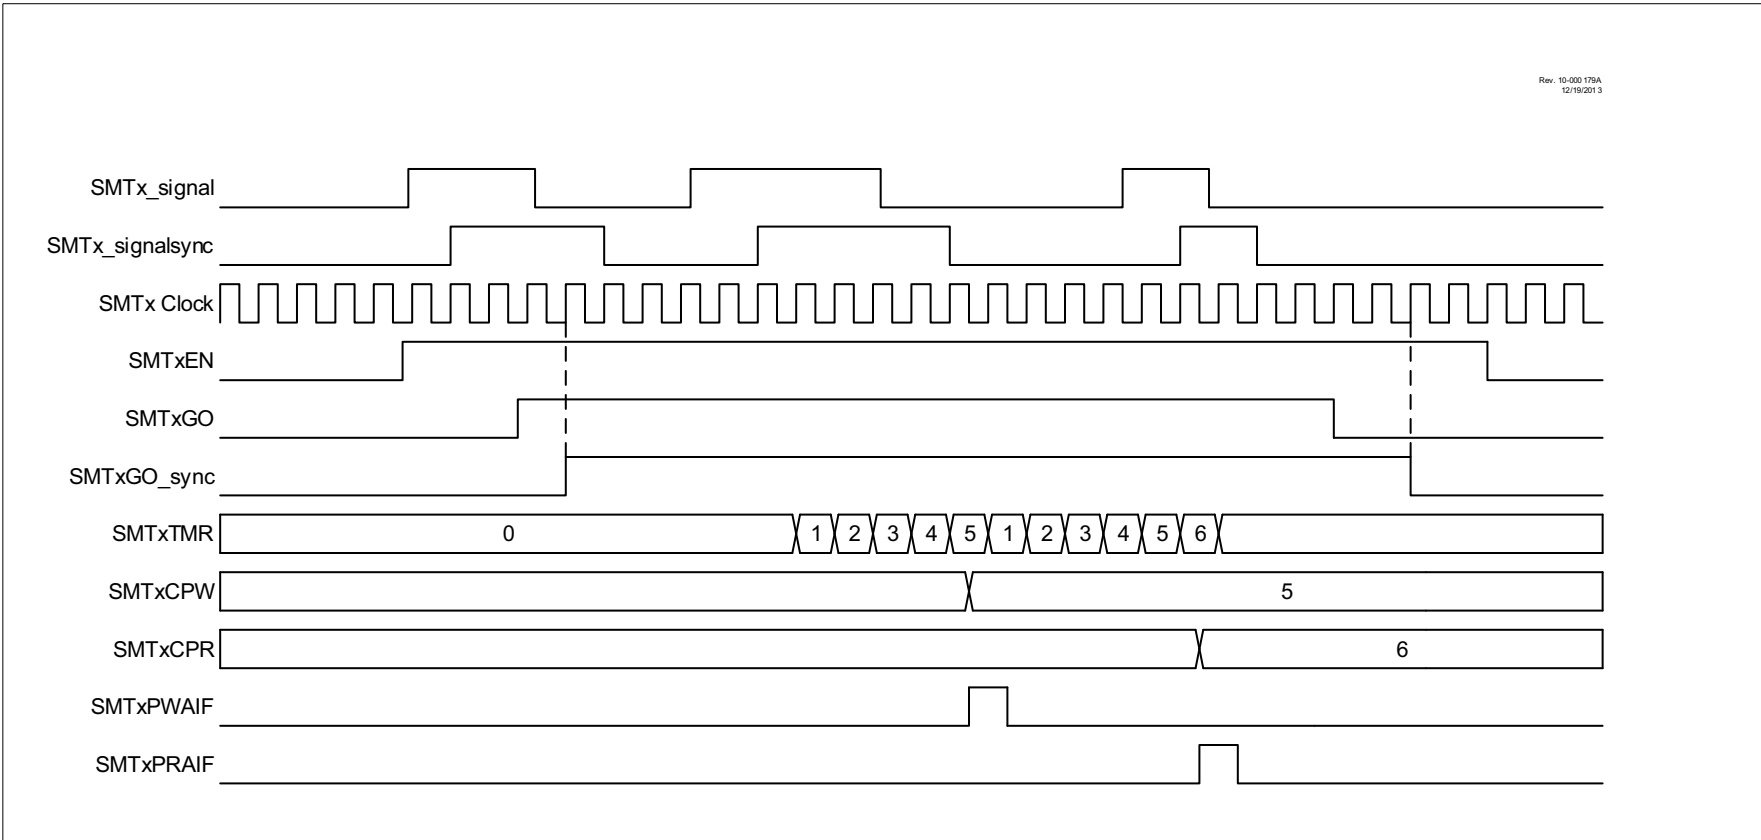 Rev. 10-000 179A
12/19/201 3
SMTx_signal
SMTx_signalsync
SMTx Clock
SMTxEN
SMTxGO
SMTxGO_sync
SMTxTMR 0 1 2 3 4 5 1 2 3 4 5 6
SMTxCPW 5
SMTxCPR 6
SMTxPWAIF
SMTxPRAIF